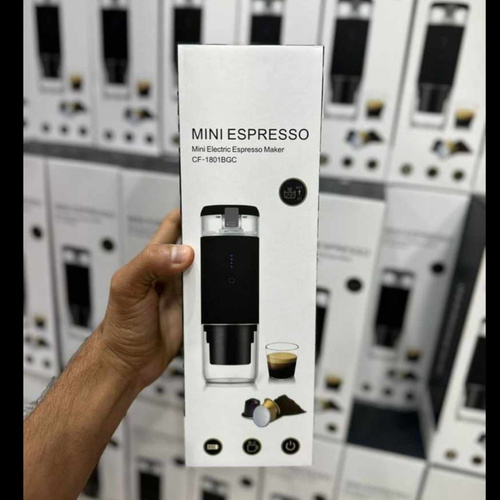 MINI ESPRESSO
Mini Electric Espresso Maker
CF-1801BGC